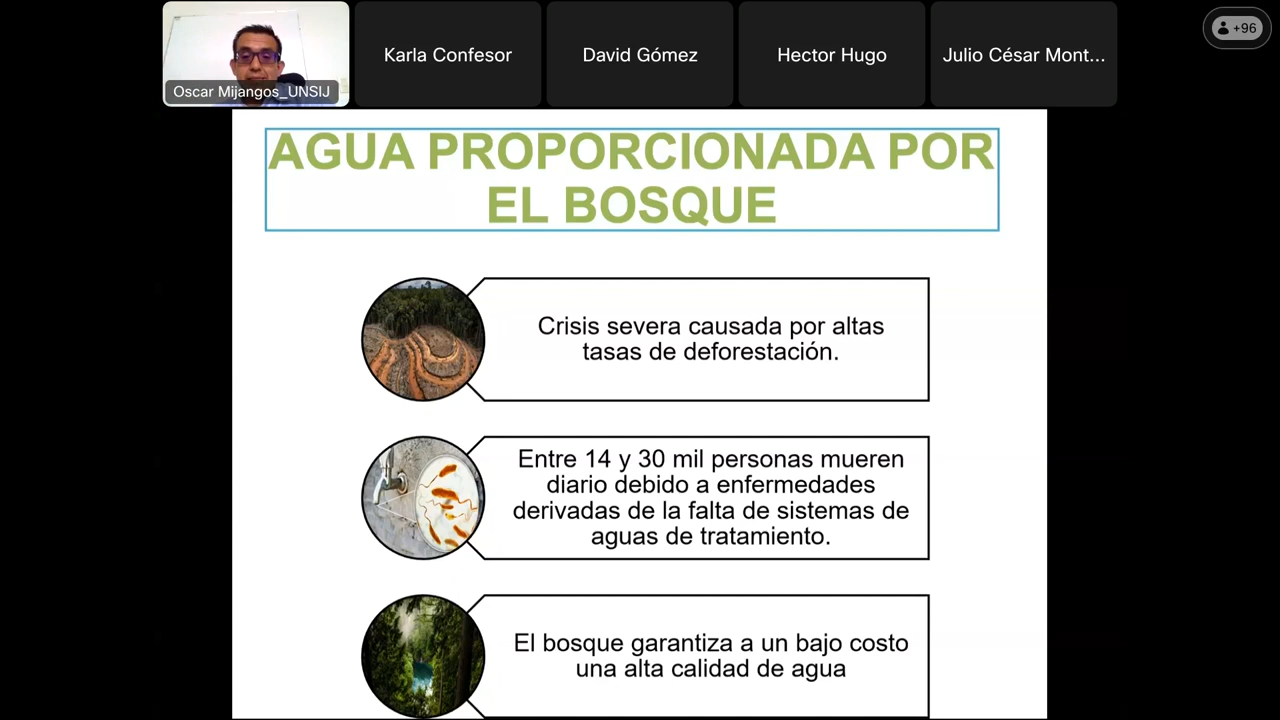 Karla Confesor
David Gómez
Hector Hugo
Julio César Mont...
+96
Oscar Mijangos_UNSIJ
AGUA PROPORCIONADA POR
EL BOSQUE
Crisis severa causada por altas
tasas de deforestación.
Entre 14 y 30 mil personas mueren
diario debido a enfermedades
derivadas de la falta de sistemas de
aguas de tratamiento.
El bosque garantiza a un bajo costo
una alta calidad de agua